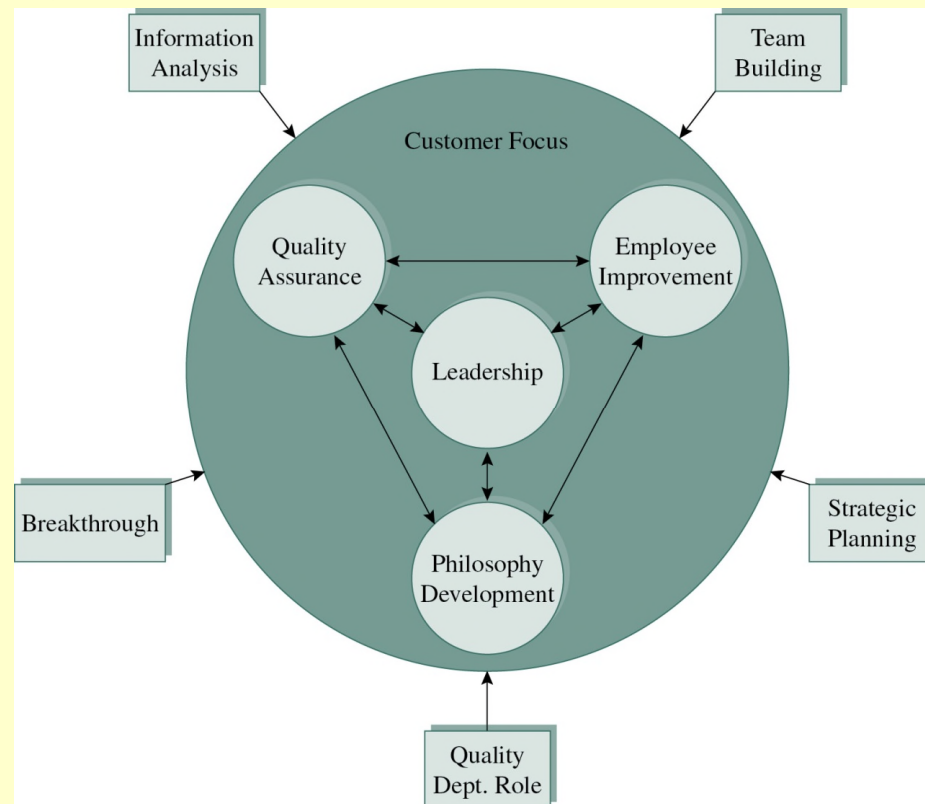 Information
Analysis
Team
Building
Customer Focus
Quality
Assurance
Employee
Improvement
Leadership
Breakthrough
Strategic
Planning
Philosophy
Development
Quality
Dept. Role